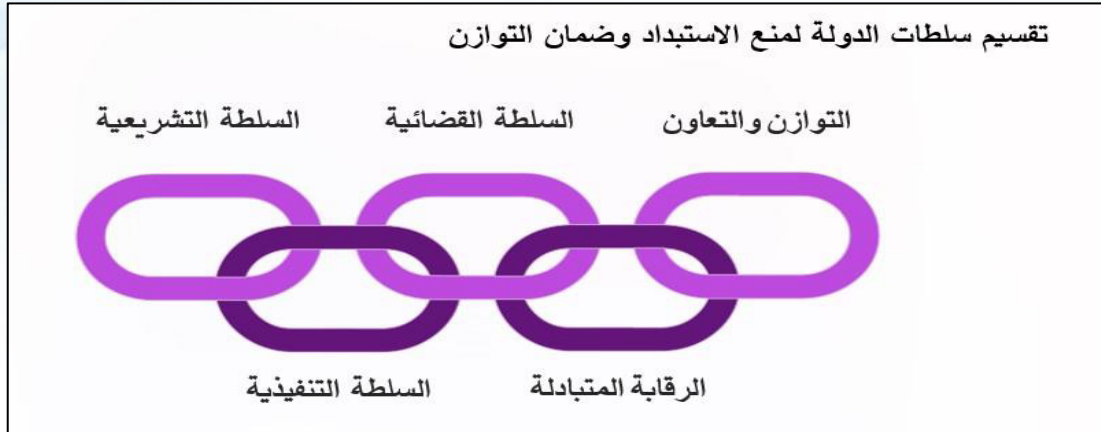 تقسيم سلطات الدولة لمنع الاستبداد وضمان التوازن
التوازن والتعاون
السلطة القضائية
السلطة التشريعية
الرقابة المتبادلة
السلطة التنفيذية